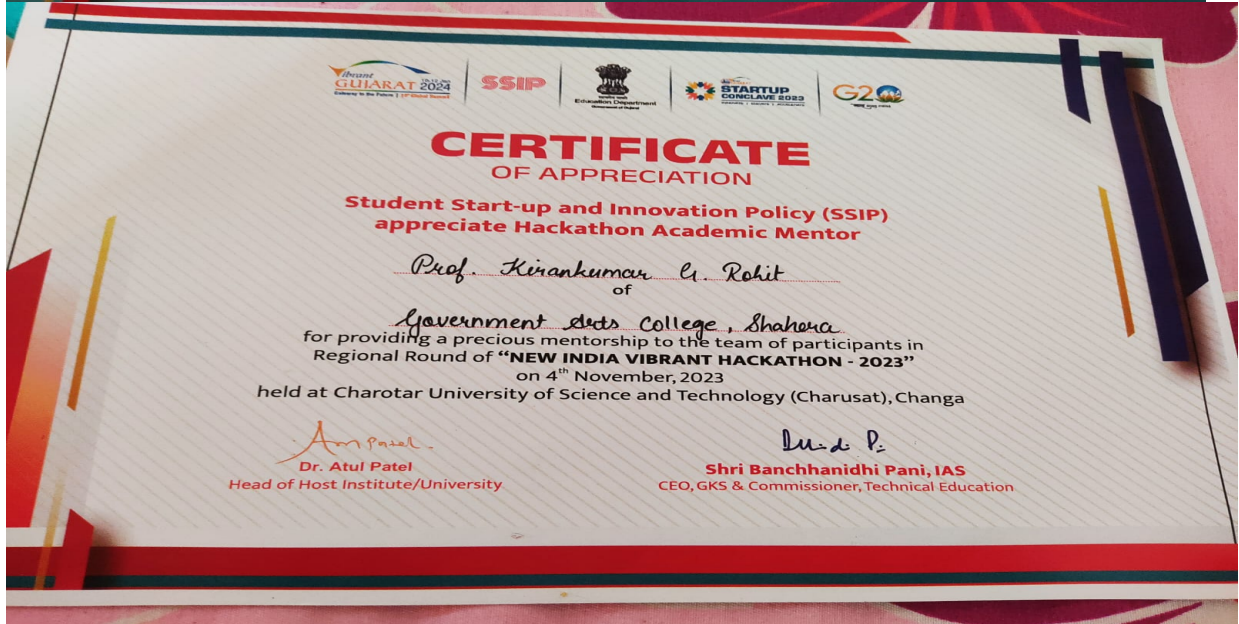 Vibrant
GUJARAT 2024
SSIP
Education Department
Government of Gujarat
STARTUP
CONCLAVE 2023
G20
CERTIFICATE
OF APPRECIATION
Student Start-up and Innovation Policy (SSIP)
appreciate Hackathon Academic Mentor
Prof. Kirankumar G. Rohit
of
Government Arts College, Shahera
for providing a precious mentorship to the team of participants in
Regional Round of “NEW INDIA VIBRANT HACKATHON - 2023”
on 4th November, 2023
held at Charotar University of Science and Technology (Charusat), Changa
Dr. Atul Patel
Head of Host Institute/University
Shri Banchhanidhi Pani, IAS
CEO, GKS & Commissioner, Technical Education